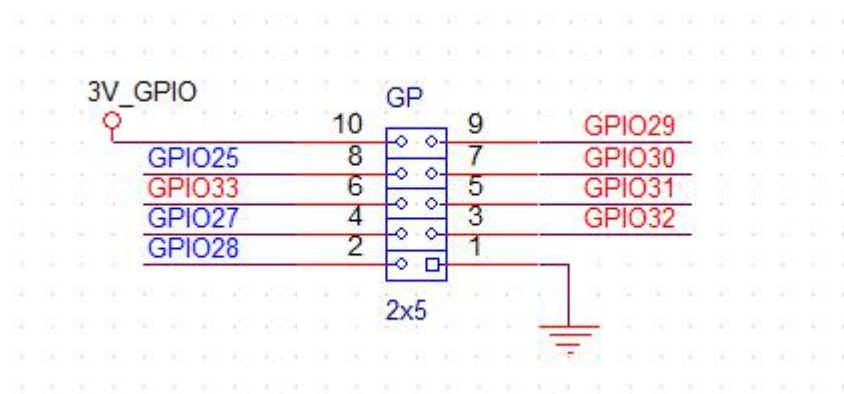 3V_GPIO
GP
10 9 GPIO29
GPIO25 8 7 GPIO30
GPIO33 6 5 GPIO31
GPIO27 4 3 GPIO32
GPIO28 2 1
2x5